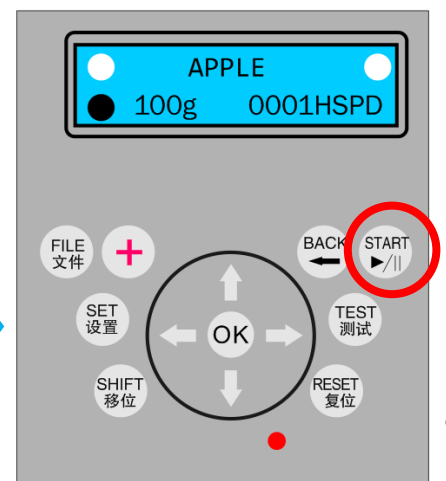 APPLE
100g 0001HSPD
FILE
文件
+
BACK
START
▶/||
SET
设置
OK
TEST
测试
SHIFT
移位
RESET
复位